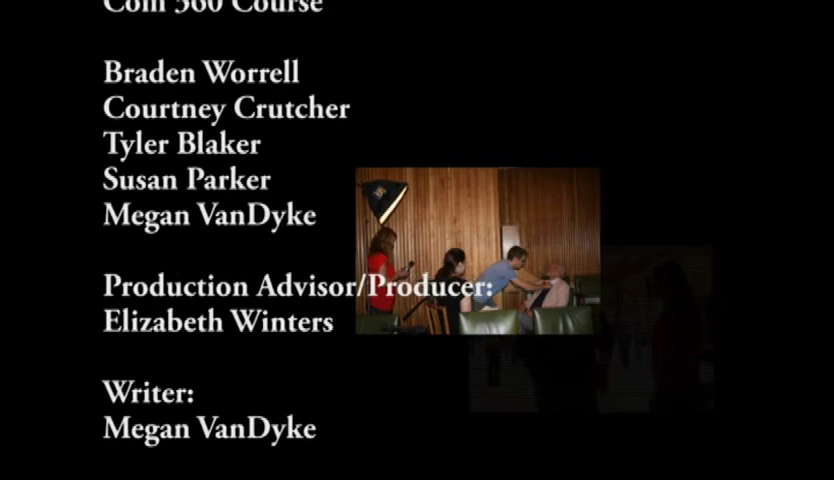 Com 560 Course
Braden Worrell
Courtney Crutcher
Tyler Blaker
Susan Parker
Megan VanDyke
Production Advisor/Producer:
Elizabeth Winters
Writer:
Megan VanDyke